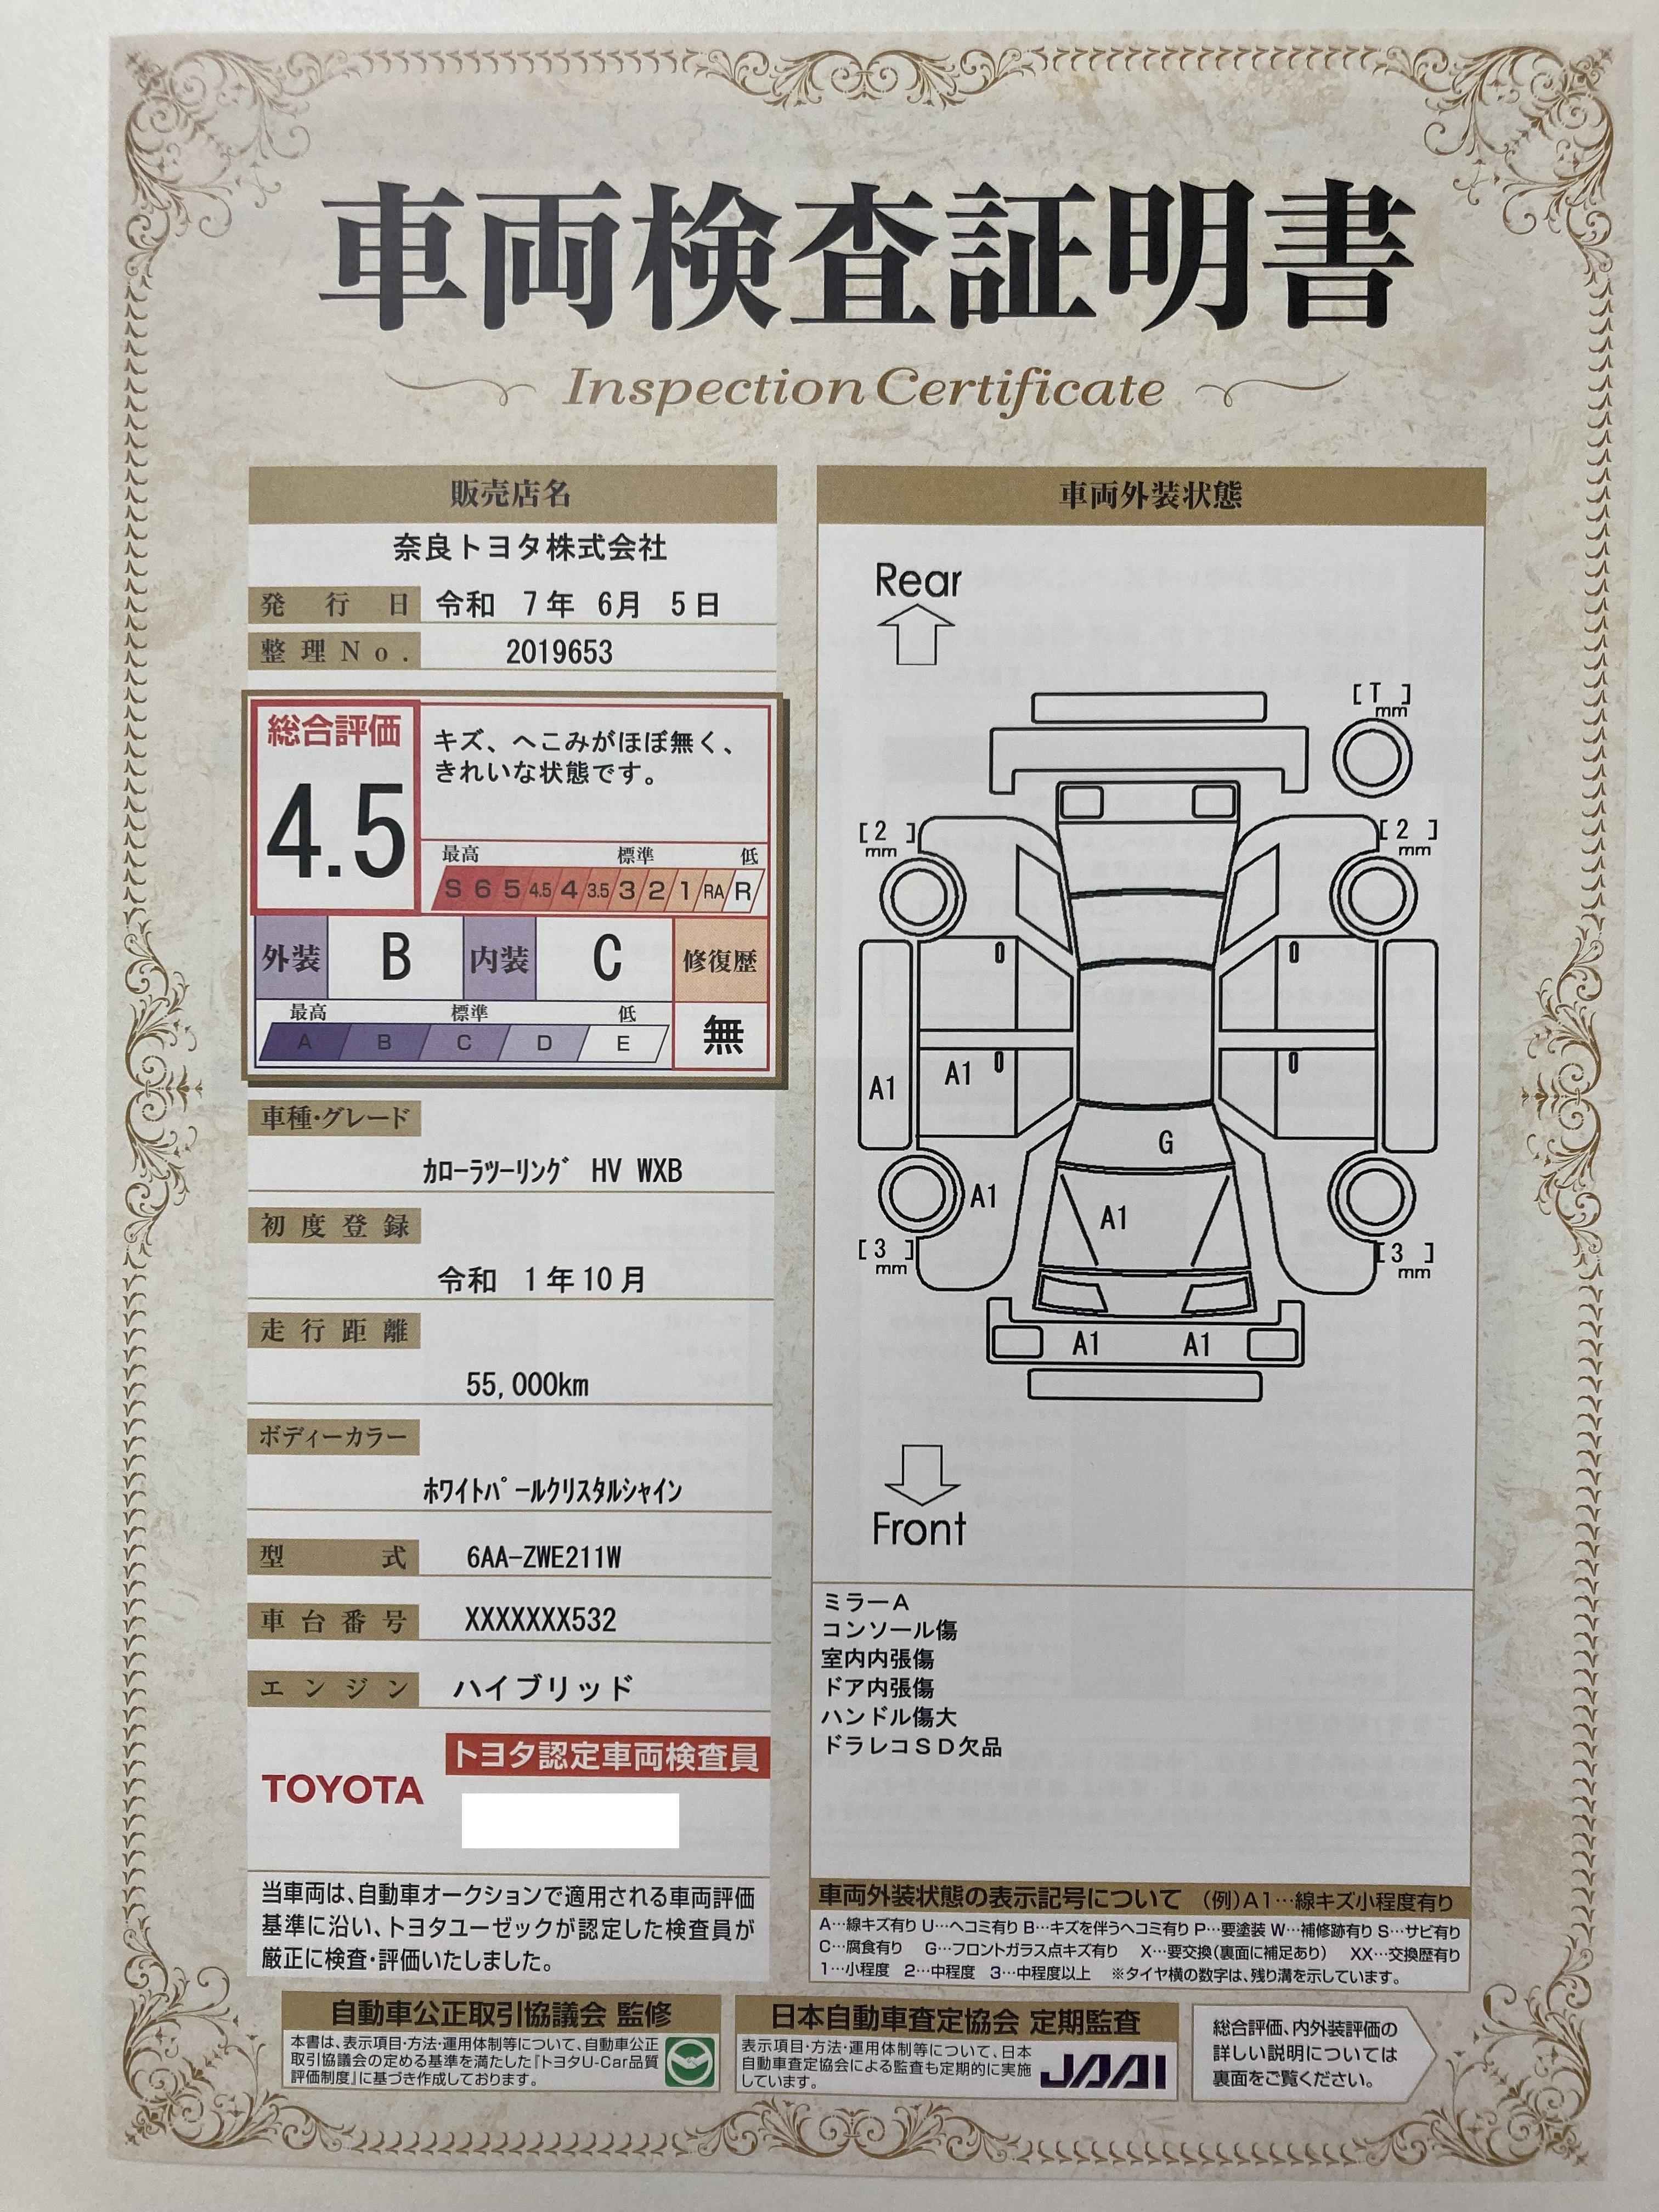 車両検査証明書
Inspection Certificate
販売店名
奈良トヨタ株式会社
発行日 令和 7年 6月 5日
整理No. 2019653
総合評価
4.5
キズ、へこみがほぼ無く、
きれいな状態です。
最高 標準 低
S 6 5 4.5 4 3.5 3 2 1 RA R
外装 B 内装 C 修復歴
無
最高 標準 低
A B C D E
車種・グレード
ｶﾛｰﾗﾂｰﾘﾝｸﾞ HV WXB
初度登録
令和 1年10月
走行距離
55,000km
ボディーカラー
ﾎﾜｲﾄﾊﾟｰﾙｸﾘｽﾀﾙｼｬｲﾝ
型式 6AA-ZWE211W
車台番号 XXXXXXX532
エンジン ハイブリッド
TOYOTA
トヨタ認定車両検査員
当車両は、自動車オークションで適用される車両評価
基準に沿い、トヨタユーゼックが認定した検査員が
厳正に検査・評価いたしました。
車両外装状態
Rear
[T ]
mm
[2 ]
mm
[2 ]
mm
A1
A1
G
A1
A1
[3 ]
mm
[3 ]
mm
A1 A1
Front
ミラーＡ
コンソール傷
室内内張傷
ドア内張傷
ハンドル傷大
ドラレコＳＤ欠品
車両外装状態の表示記号について (例)A1…線キズ小程度有り
A…線キズ有り U…ヘコミ有り B…キズを伴うヘコミ有り P…要塗装 W…補修跡有り S…サビ有り
C…腐食有り G…フロントガラス点キズ有り X…要交換(裏面に補足あり) XX…交換歴有り
1…小程度 2…中程度 3…中程度以上 ※タイヤ横の数字は、残り溝を示しています。
自動車公正取引協議会 監修
本書は、表示項目・方法・運用体制等について、自動車公正
取引協議会の定める基準を満たした『トヨタU-Car品質
評価制度』に基づき作成しております。
日本自動車査定協会 定期監査
表示項目・方法・運用体制等について、日本
自動車査定協会による監査も定期的に実施
しています。
JAAI
総合評価、内外装評価の
詳しい説明については
裏面をご覧ください。